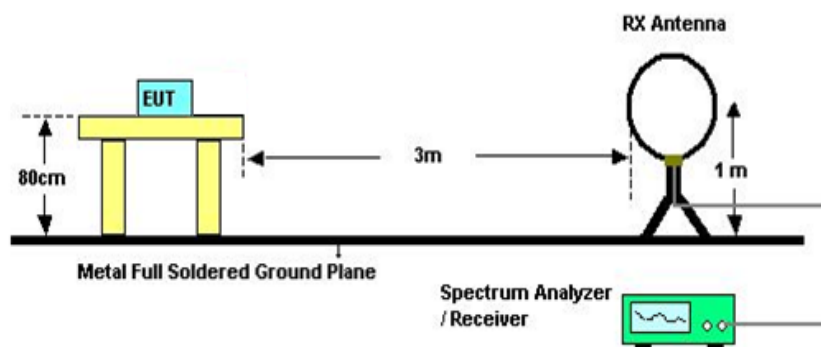 RX Antenna
EUT
3m
80cm
1 m
Metal Full Soldered Ground Plane
Spectrum Analyzer
/ Receiver